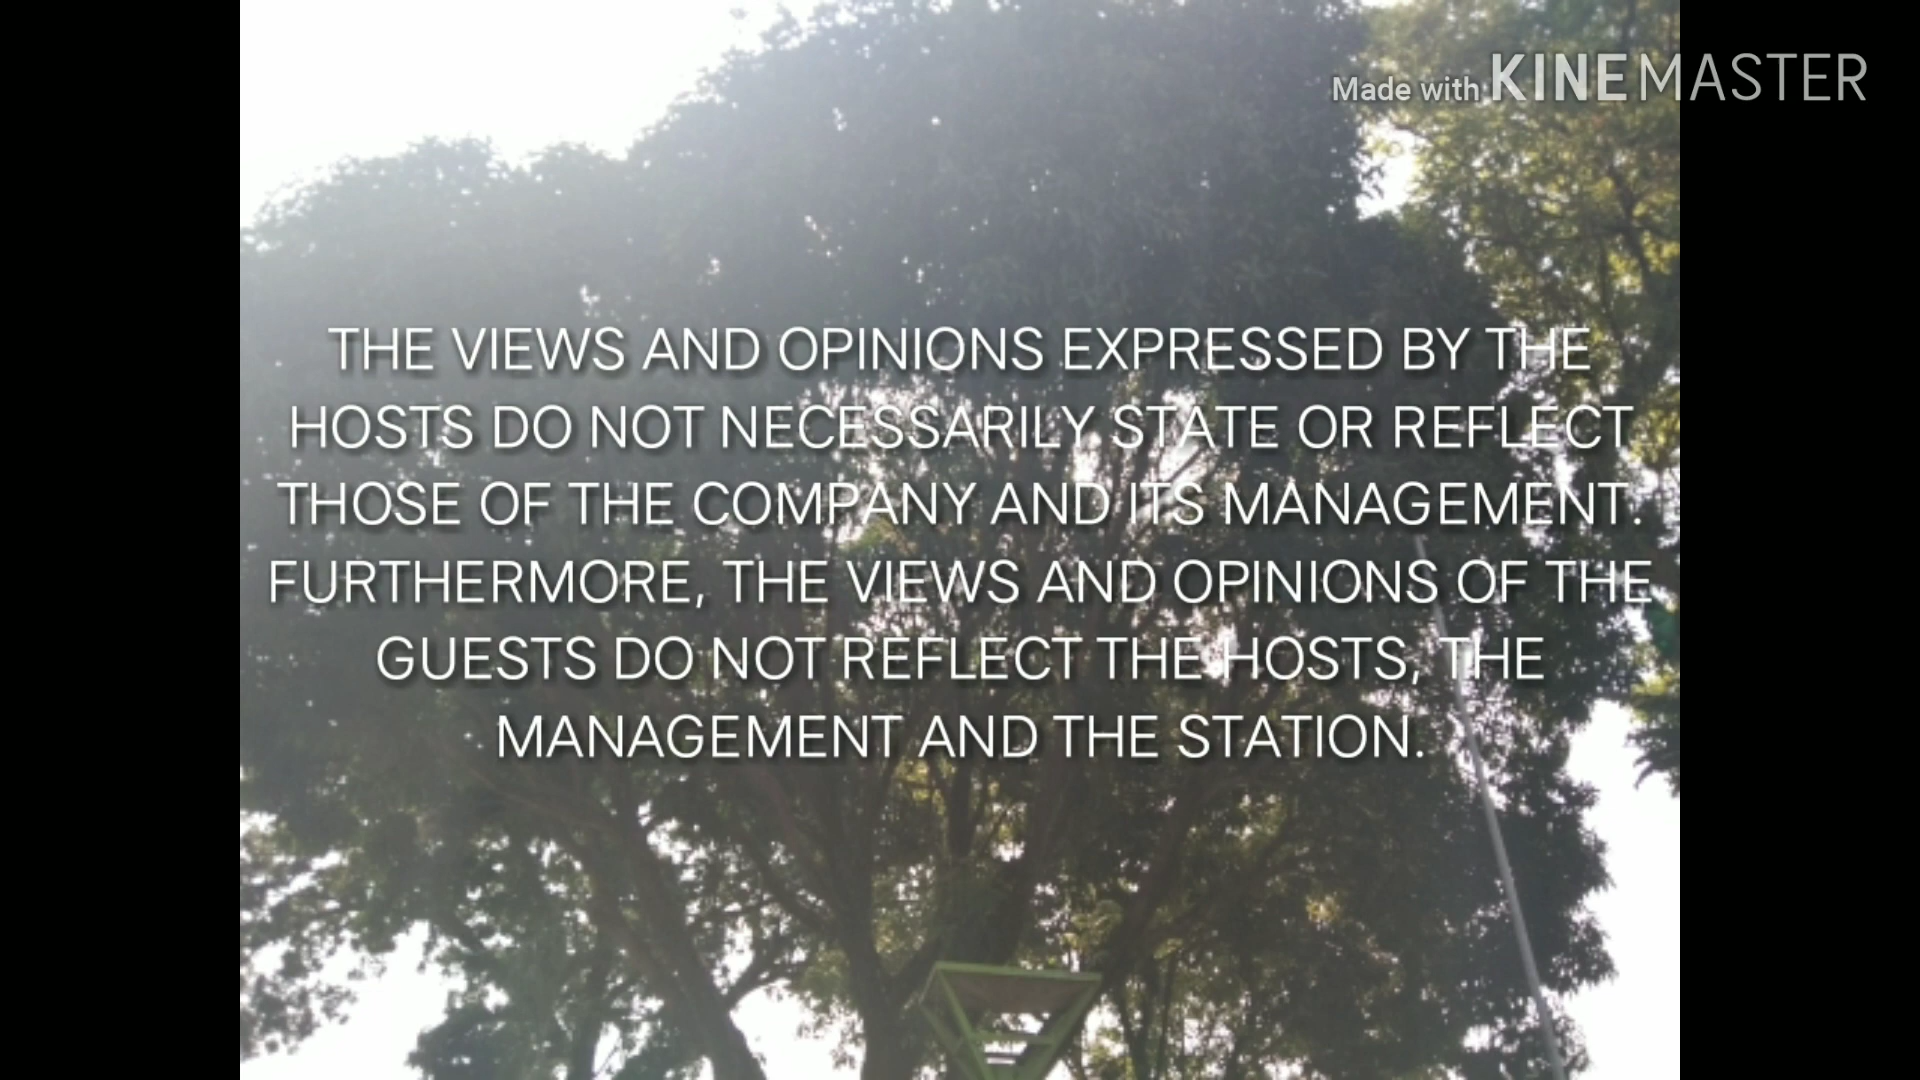 Made with KINEMASTER
THE VIEWS AND OPINIONS EXPRESSED BY THE
HOSTS DO NOT NECESSARILY STATE OR REFLECT
THOSE OF THE COMPANY AND ITS MANAGEMENT.
FURTHERMORE, THE VIEWS AND OPINIONS OF THE
GUESTS DO NOT REFLECT THE HOSTS, THE
MANAGEMENT AND THE STATION.